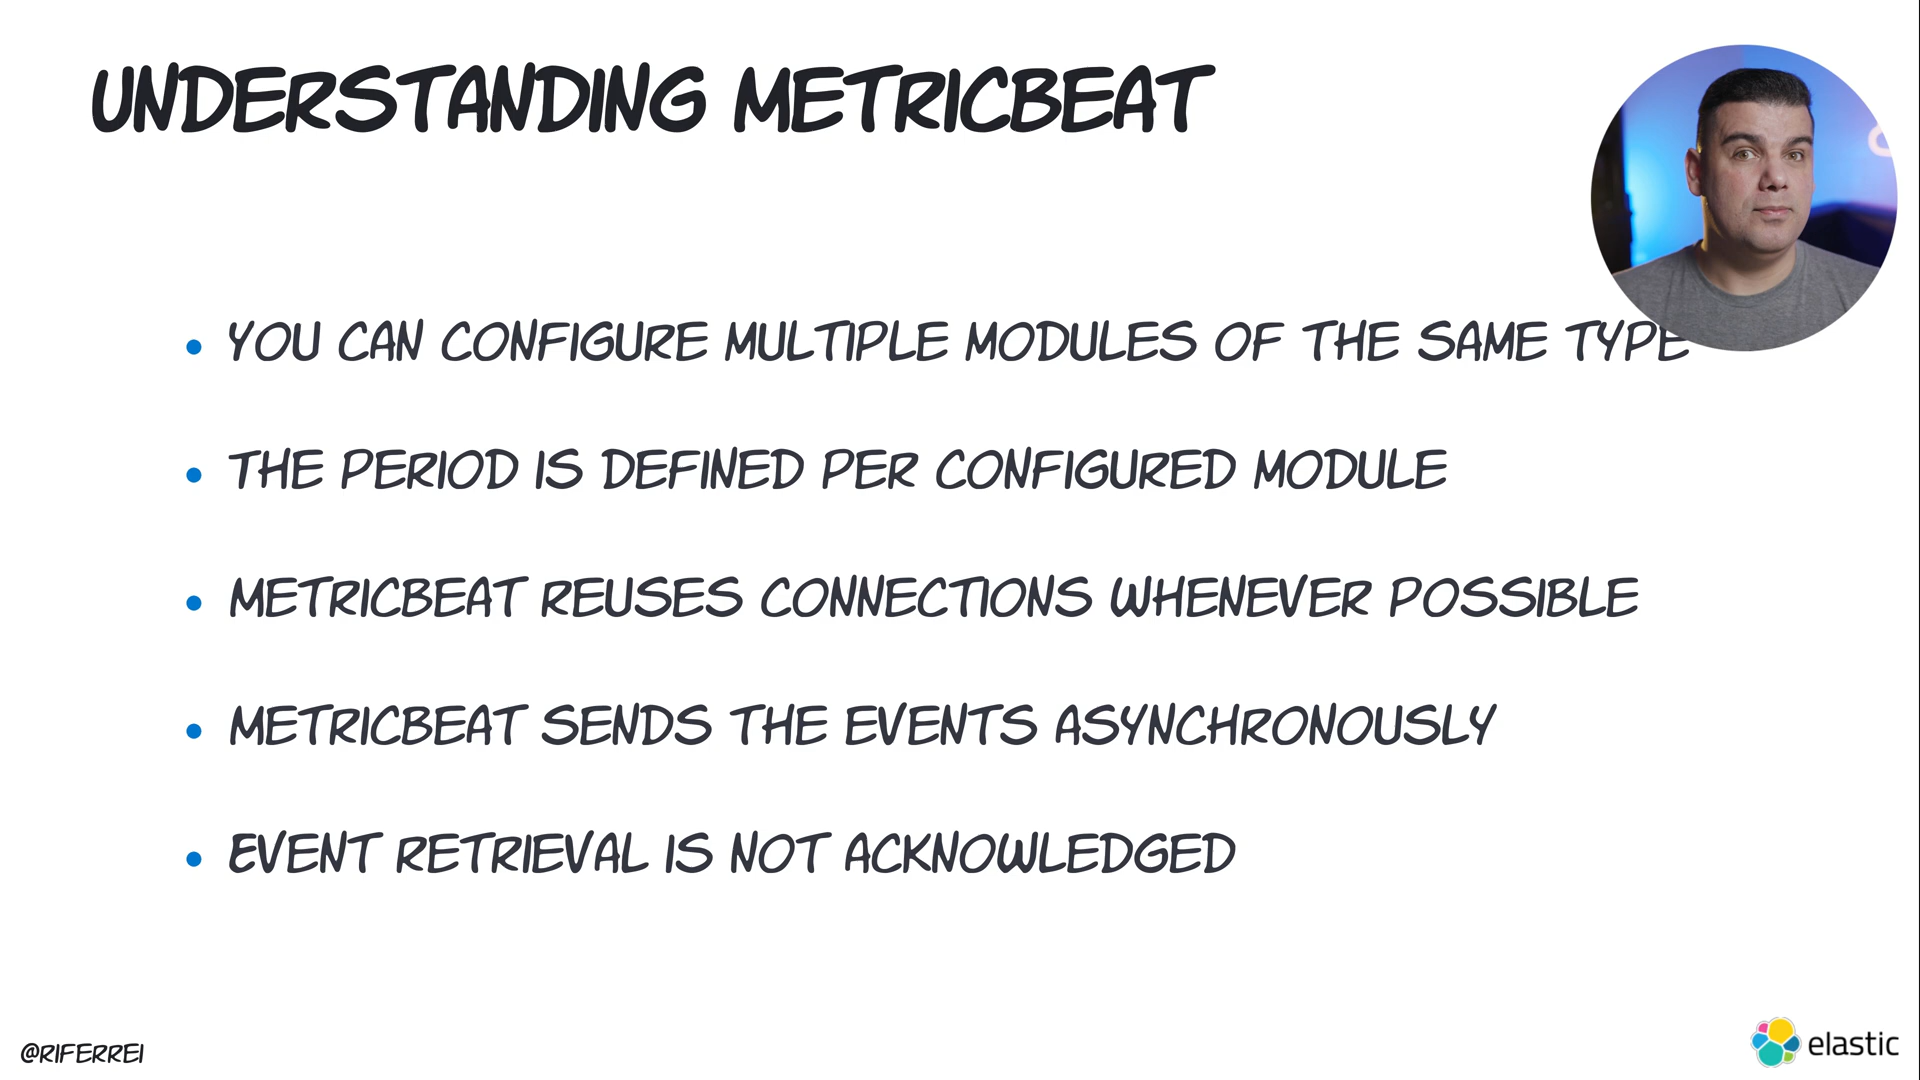 UNDERSTANDING METRICBEAT
YOU CAN CONFIGURE MULTIPLE MODULES OF THE SAME TYPE
THE PERIOD IS DEFINED PER CONFIGURED MODULE
METRICBEAT REUSES CONNECTIONS WHENEVER POSSIBLE
METRICBEAT SENDS THE EVENTS ASYNCHRONOUSLY
EVENT RETRIEVAL IS NOT ACKNOWLEDGED
@RIFERREI
elastic